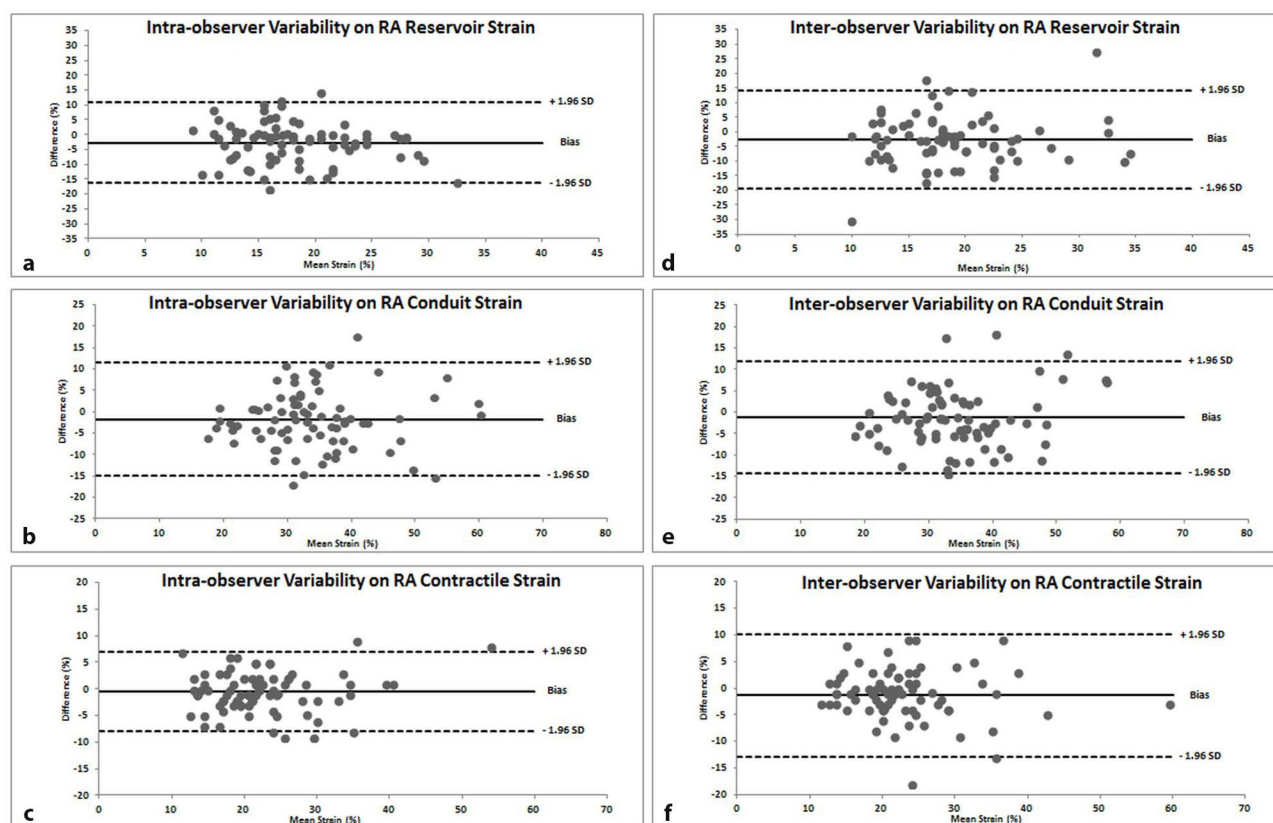 Intra-observer Variability on RA Reservoir Strain
35
30
25
20
15
10
5
0
-5
-10
-15
-20
-25
-30
35
Difference (%)
+ 1.96 SD
Bias
- 1.96 SD
0 5 10 15 20 25 30 35 40 45
Mean Strain (%)
a
Inter-observer Variability on RA Reservoir Strain
35
30
25
20
15
10
5
0
-5
-10
-15
-20
-25
-30
-35
Difference (%)
+ 1.96 SD
Bias
- 1.96 SD
0 5 10 15 20 25 30 35 40 45
Mean Strain (%)
d
Intra-observer Variability on RA Conduit Strain
25
20
15
10
5
0
-5
-10
-15
-20
-25
Difference (%)
+ 1.96 SD
Bias
- 1.96 SD
0 10 20 30 40 50 60 70 80
Mean Strain (%)
b
Inter-observer Variability on RA Conduit Strain
25
20
15
10
5
0
-5
-10
-15
-20
-25
Difference (%)
+ 1.96 SD
Bias
- 1.96 SD
0 10 20 30 40 50 60 70 80
Mean Strain (%)
e
Intra-observer Variability on RA Contractile Strain
20
15
10
5
0
-5
-10
-15
-20
Difference (%)
+ 1.96 SD
Bias
- 1.96 SD
0 10 20 30 40 50 60 70
Mean Strain (%)
c
Inter-observer Variability on RA Contractile Strain
20
15
10
5
0
-5
-10
-15
-20
Difference (%)
+ 1.96 SD
Bias
- 1.96 SD
0 10 20 30 40 50 60 70
Mean Strain (%)
f